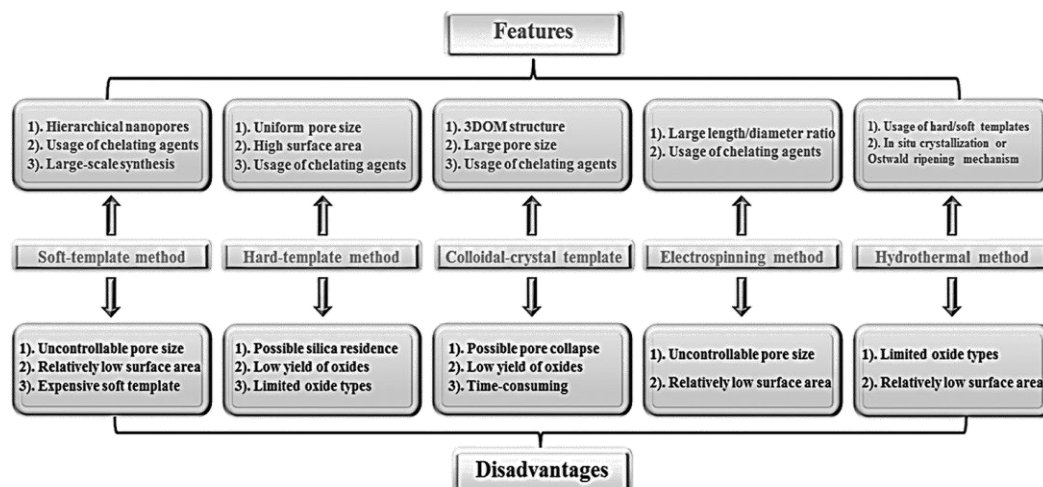 Features
1). Hierarchical nanopores
2). Usage of chelating agents
3). Large-scale synthesis
1). Uniform pore size
2). High surface area
3). Usage of chelating agents
1). 3DOM structure
2). Large pore size
3). Usage of chelating agents
1). Large length/diameter ratio
2). Usage of chelating agents
1). Usage of hard/soft templates
2). In situ crystallization or
Ostwald ripening mechanism
Soft-template method
Hard-template method
Colloidal-crystal template
Electrospinning method
Hydrothermal method
1). Uncontrollable pore size
2). Relatively low surface area
3). Expensive soft template
1). Possible silica residence
2). Low yield of oxides
3). Limited oxide types
1). Possible pore collapse
2). Low yield of oxides
3). Time-consuming
1). Uncontrollable pore size
2). Relatively low surface area
1). Limited oxide types
2). Relatively low surface area
Disadvantages